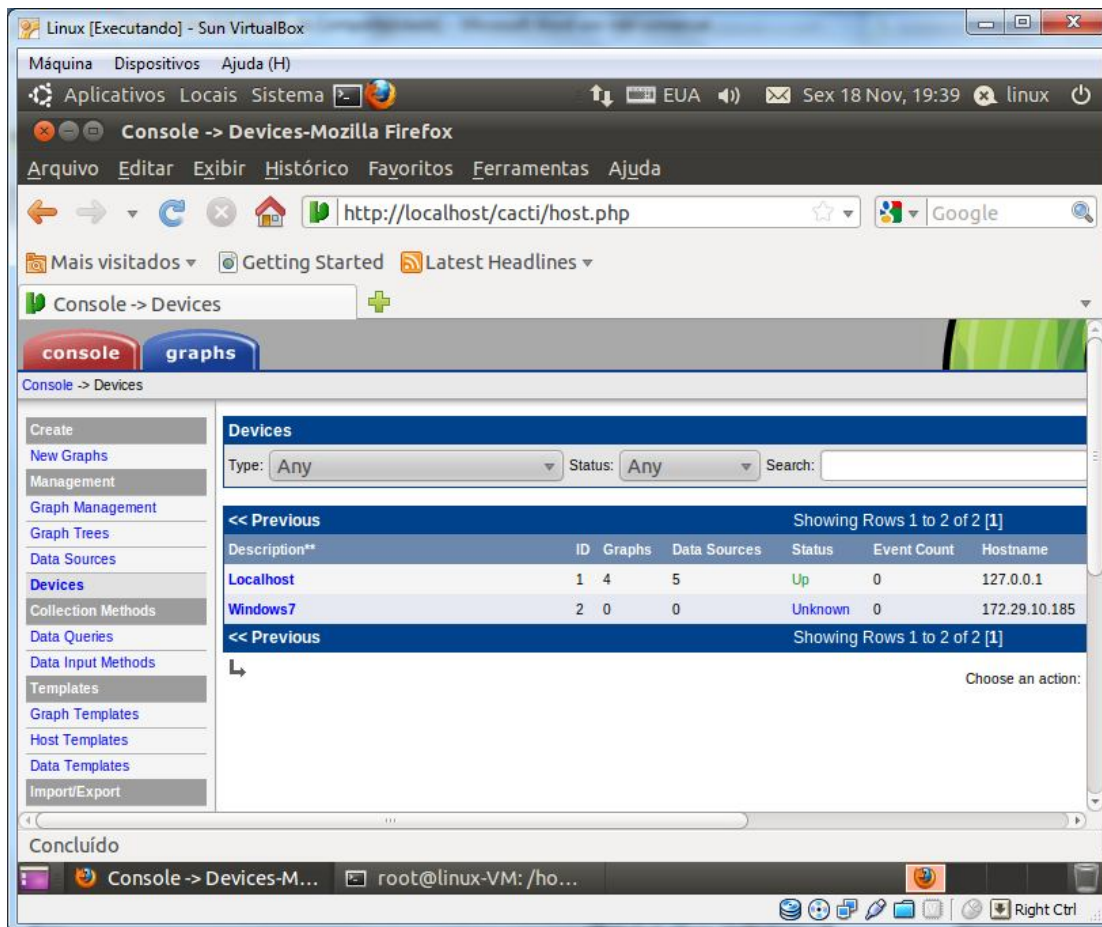 Linux [Executando] - Sun VirtualBox
Máquina Dispositivos Ajuda (H)
Aplicativos Locais Sistema EUA Sex 18 Nov, 19:39 linux
Console -> Devices-Mozilla Firefox
Arquivo Editar Exibir Histórico Favoritos Ferramentas Ajuda
http://localhost/cacti/host.php Google
Mais visitados Getting Started Latest Headlines
Console -> Devices
console graphs
Console -> Devices
Create
New Graphs
Management
Graph Management
Graph Trees
Data Sources
Devices
Collection Methods
Data Queries
Data Input Methods
Templates
Graph Templates
Host Templates
Data Templates
Import/Export
Devices
Type: Any Status: Any Search:
<< Previous Showing Rows 1 to 2 of 2 [1]
Description** ID Graphs Data Sources Status Event Count Hostname
Localhost 1 4 5 Up 0 127.0.0.1
Windows7 2 0 0 Unknown 0 172.29.10.185
<< Previous Showing Rows 1 to 2 of 2 [1]
Choose an action:
Concluído
Console -> Devices-M... root@linux-VM: /ho...
Right Ctrl